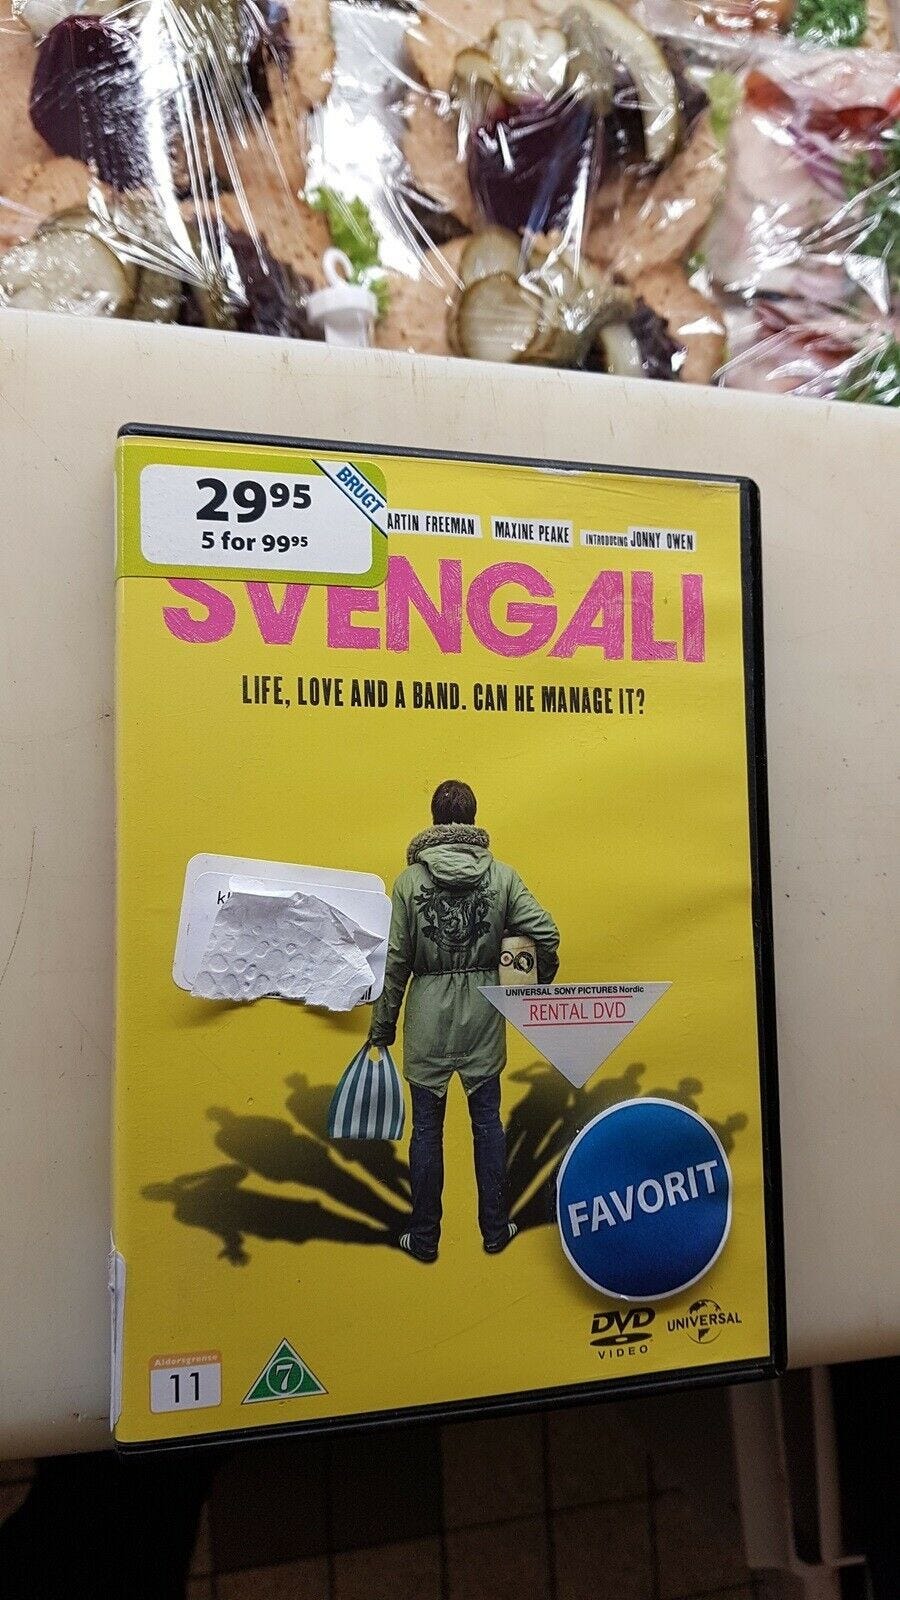 29⁹⁵
5 for 99⁹⁵
BRUGT
ARTIN FREEMAN MAXINE PEAKE INTRODUCING JONNY OWEN
SVENGALI
LIFE, LOVE AND A BAND. CAN HE MANAGE IT?
UNIVERSAL SONY PICTURES Nordic
RENTAL DVD
FAVORIT
DVD
VIDEO
UNIVERSAL
Aldersgrense
11
7